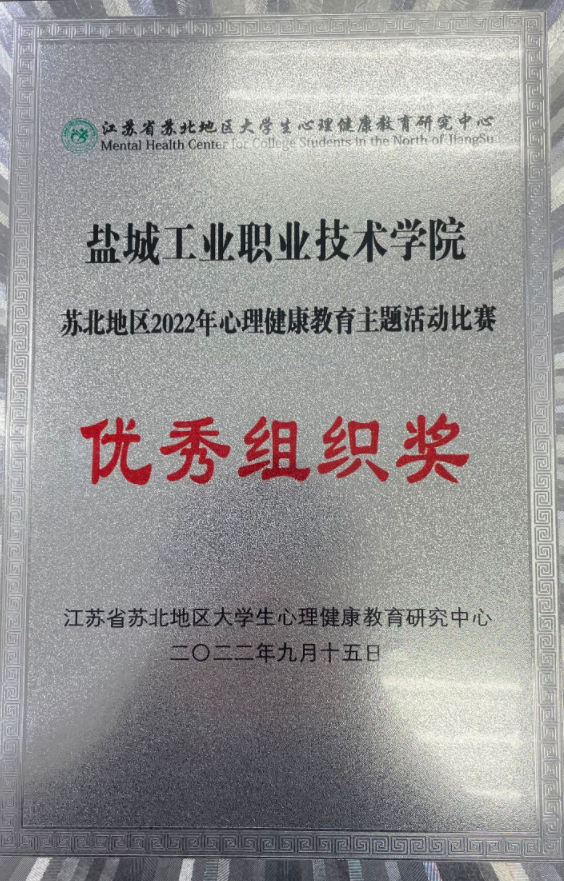 江苏省苏北地区大学生心理健康教育研究中心
Mental Health Center for College Students in the North of JiangSu
盐城工业职业技术学院
苏北地区2022年心理健康教育主题活动比赛
优秀组织奖
江苏省苏北地区大学生心理健康教育研究中心
二〇二二年九月十五日